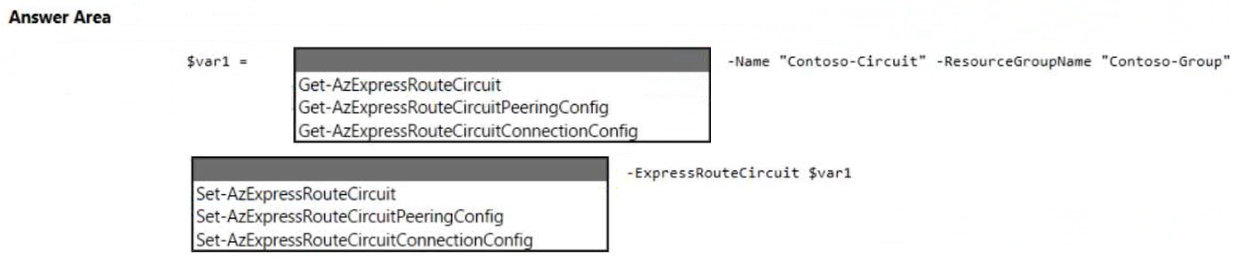 Answer Area
$var1 = -Name "Contoso-Circuit" -ResourceGroupName "Contoso-Group"
Get-AzExpressRouteCircuit
Get-AzExpressRouteCircuitPeeringConfig
Get-AzExpressRouteCircuitConnectionConfig
-ExpressRouteCircuit $var1
Set-AzExpressRouteCircuit
Set-AzExpressRouteCircuitPeeringConfig
Set-AzExpressRouteCircuitConnectionConfig